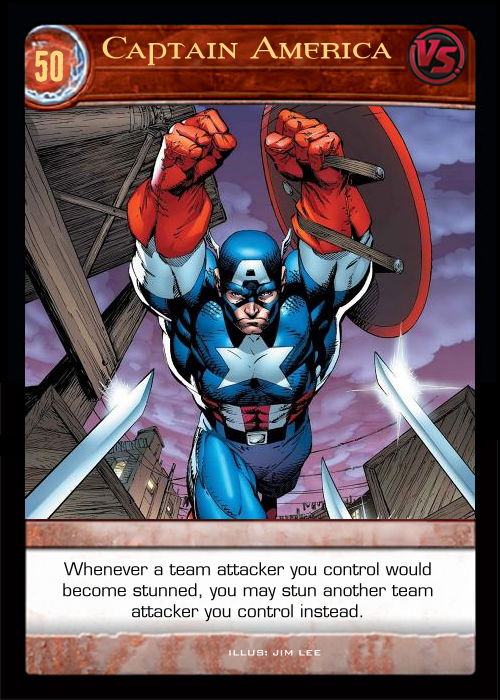 50
CAPTAIN AMERICA
VS.
A
Whenever a team attacker you control would
become stunned, you may stun another team
attacker you control instead.
ILLUS: JIM LEE